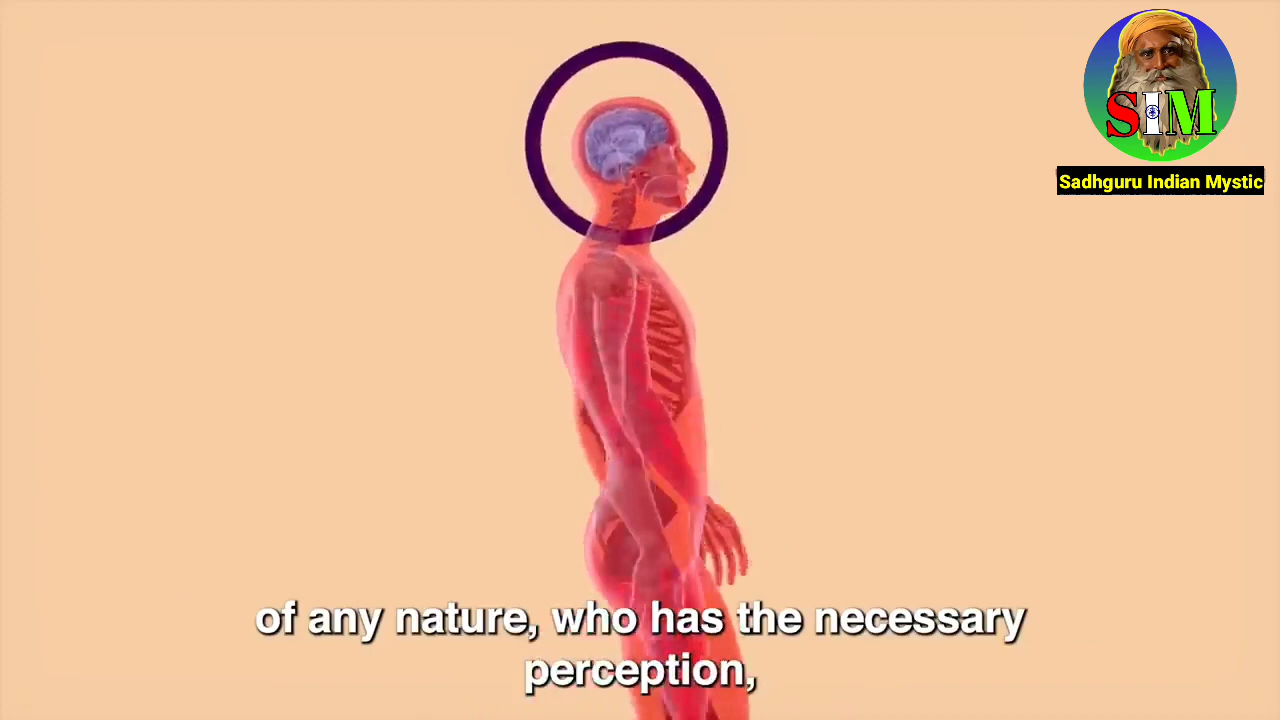 SIM
Sadhguru Indian Mystic
of any nature, who has the necessary
perception,